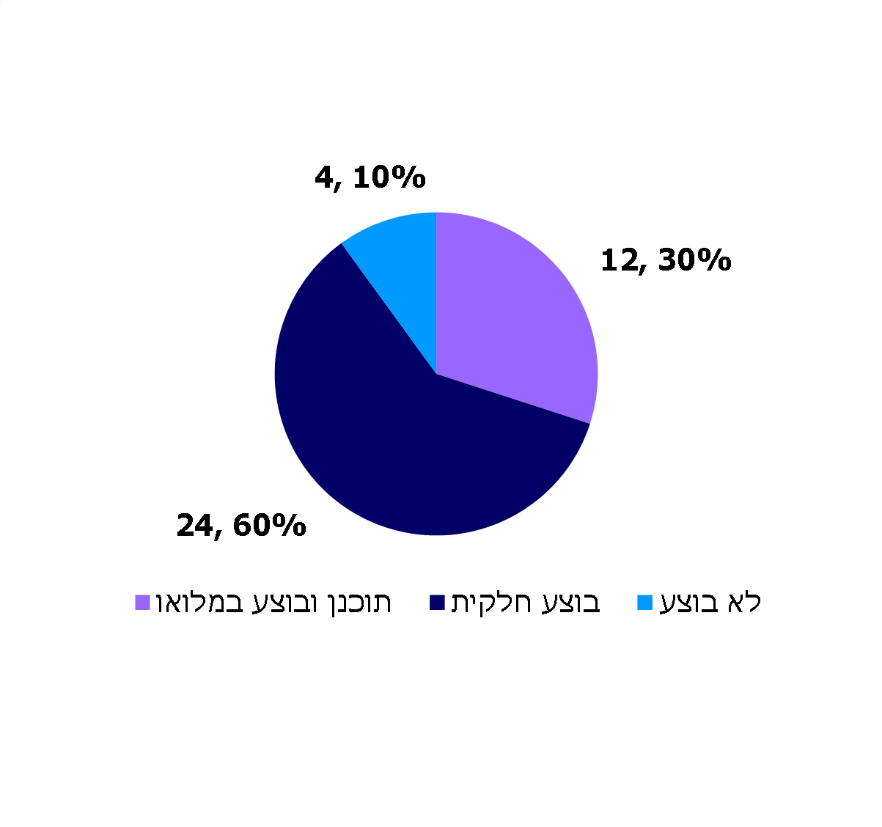 4, 10%
12, 30%
24, 60%
תוכנן ובוצע במלואו
בוצע חלקית
לא בוצע